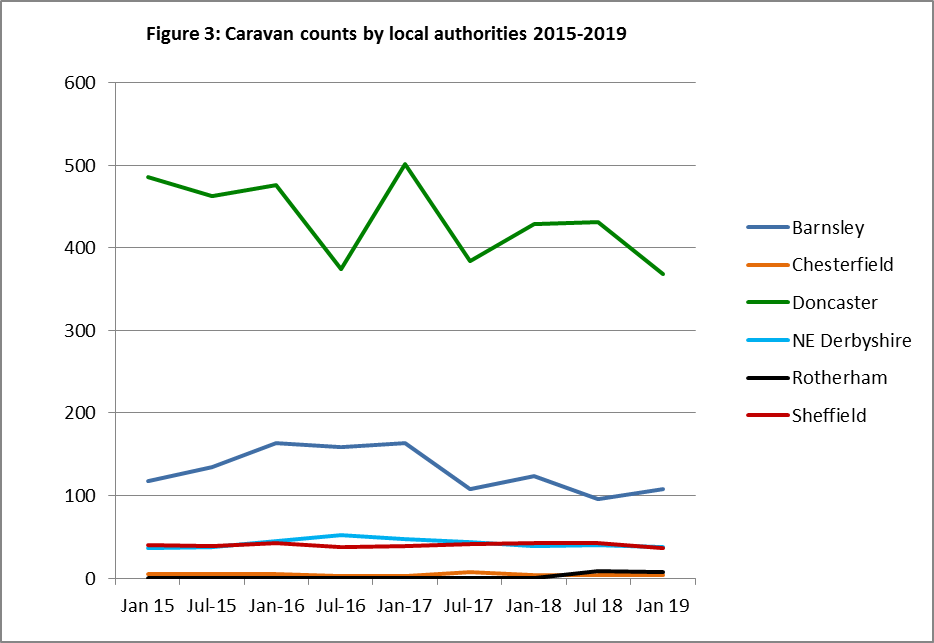 Figure 3: Caravan counts by local authorities 2015-2019
600
500
400
300
200
100
0
Jan 15 Jul-15 Jan-16 Jul-16 Jan-17 Jul-17 Jan-18 Jul 18 Jan 19
Barnsley
Chesterfield
Doncaster
NE Derbyshire
Rotherham
Sheffield